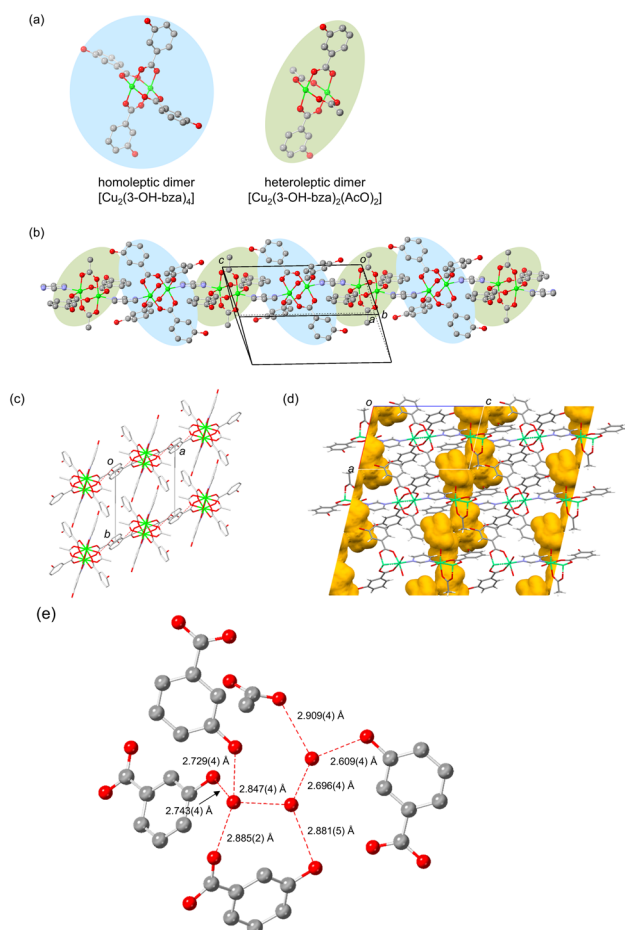 (a)
homoleptic dimer
[Cu₂(3-OH-bza)₄]
heteroleptic dimer
[Cu₂(3-OH-bza)₂(AcO)₂]
(b)
c
o
a
b
(c)
o
a
b
(d)
o
c
a
(e)
2.909(4) Å
2.729(4) Å
2.609(4) Å
2.847(4) Å
2.696(4) Å
2.743(4) Å
2.881(5) Å
2.885(2) Å